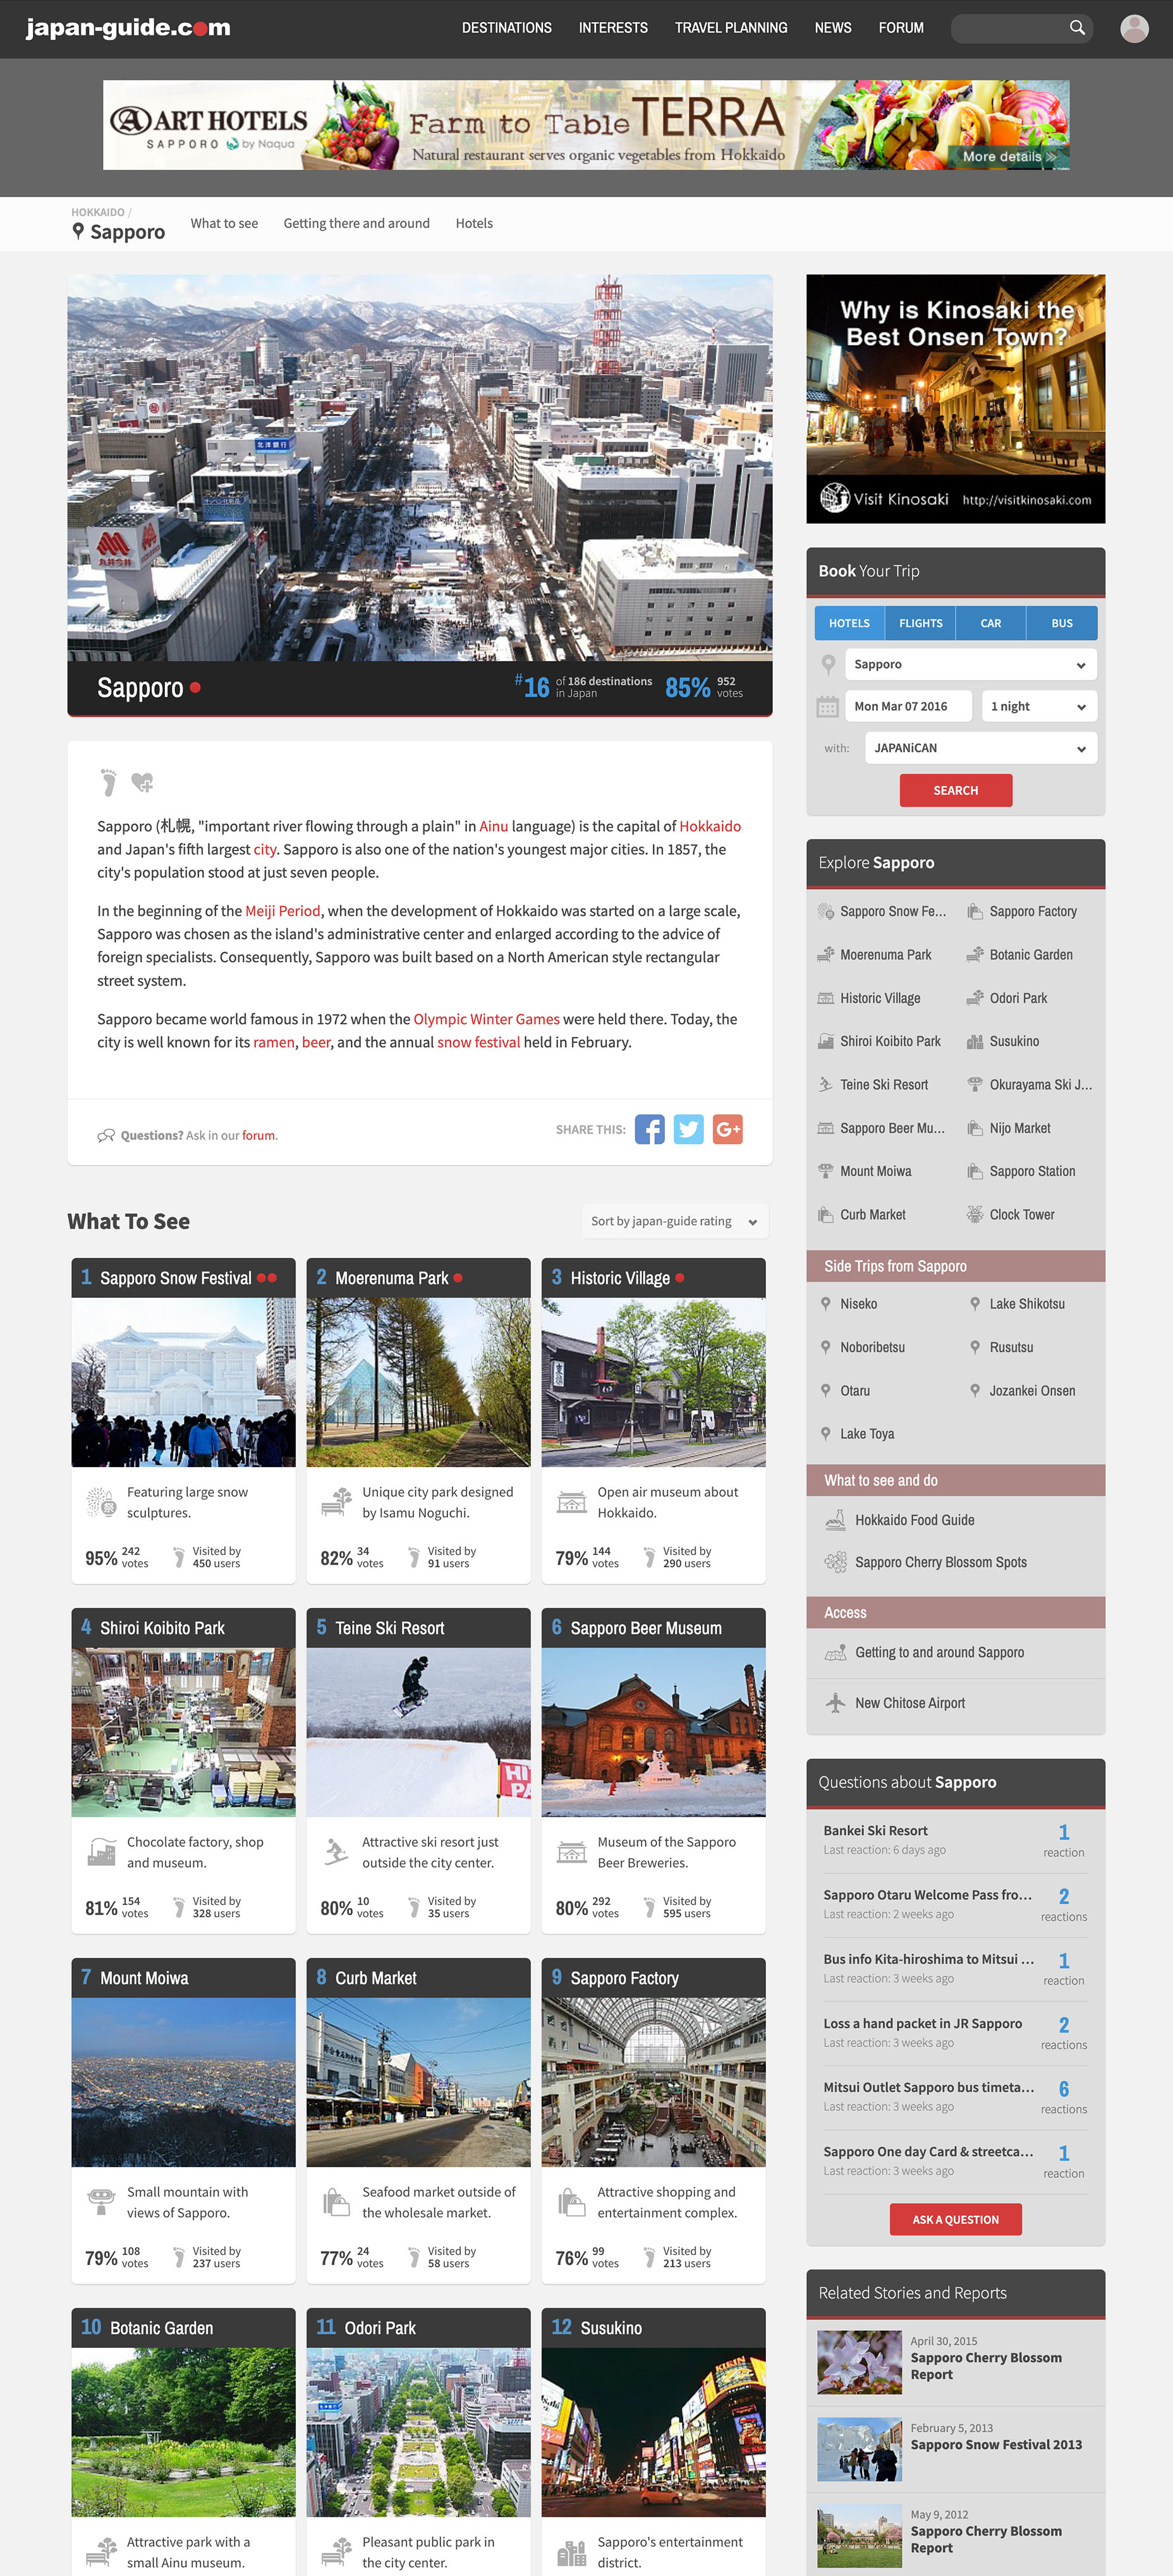 japan-guide.com
DESTINATIONS
INTERESTS
TRAVEL PLANNING
NEWS
FORUM
ART HOTELS
SAPPORO by Naqua
Farm to Table TERRA
Natural restaurant serves organic vegetables from Hokkaido
More details »
HOKKAIDO /
Sapporo
What to see
Getting there and around
Hotels
北洋銀行
丸井今井
Sapporo
#16 of 186 destinations in Japan
85% 952 votes
Sapporo (札幌, "important river flowing through a plain" in Ainu language) is the capital of Hokkaido
and Japan's fifth largest city. Sapporo is also one of the nation's youngest major cities. In 1857, the
city's population stood at just seven people.
In the beginning of the Meiji Period, when the development of Hokkaido was started on a large scale,
Sapporo was chosen as the island's administrative center and enlarged according to the advice of
foreign specialists. Consequently, Sapporo was built based on a North American style rectangular
street system.
Sapporo became world famous in 1972 when the Olympic Winter Games were held there. Today, the
city is well known for its ramen, beer, and the annual snow festival held in February.
Questions? Ask in our forum.
SHARE THIS:
What To See
Sort by japan-guide rating
1 Sapporo Snow Festival
Featuring large snow
sculptures.
95% 242 votes
Visited by
450 users
2 Moerenuma Park
Unique city park designed
by Isamu Noguchi.
82% 34 votes
Visited by
91 users
3 Historic Village
Open air museum about
Hokkaido.
79% 144 votes
Visited by
290 users
4 Shiroi Koibito Park
Chocolate factory, shop
and museum.
81% 154 votes
Visited by
328 users
5 Teine Ski Resort
Attractive ski resort just
outside the city center.
80% 10 votes
Visited by
35 users
6 Sapporo Beer Museum
Museum of the Sapporo
Beer Breweries.
80% 292 votes
Visited by
595 users
7 Mount Moiwa
Small mountain with
views of Sapporo.
79% 108 votes
Visited by
237 users
8 Curb Market
Seafood market outside of
the wholesale market.
77% 24 votes
Visited by
58 users
9 Sapporo Factory
Attractive shopping and
entertainment complex.
76% 99 votes
Visited by
213 users
10 Botanic Garden
Attractive park with a
small Ainu museum.
11 Odori Park
Pleasant public park in
the city center.
12 Susukino
Sapporo's entertainment
district.
Why is Kinosaki the
Best Onsen Town?
Visit Kinosaki
http://visitkinosaki.com
Book Your Trip
HOTELS
FLIGHTS
CAR
BUS
Sapporo
Mon Mar 07 2016
1 night
with:
JAPANiCAN
SEARCH
Explore Sapporo
Sapporo Snow Fe...
Sapporo Factory
Moerenuma Park
Botanic Garden
Historic Village
Odori Park
Shiroi Koibito Park
Susukino
Teine Ski Resort
Okurayama Ski J...
Sapporo Beer Mu...
Nijo Market
Mount Moiwa
Sapporo Station
Curb Market
Clock Tower
Side Trips from Sapporo
Niseko
Lake Shikotsu
Noboribetsu
Rusutsu
Otaru
Jozankei Onsen
Lake Toya
What to see and do
Hokkaido Food Guide
Sapporo Cherry Blossom Spots
Access
Getting to and around Sapporo
New Chitose Airport
Questions about Sapporo
Bankei Ski Resort
Last reaction: 6 days ago
1 reaction
Sapporo Otaru Welcome Pass fro...
Last reaction: 2 weeks ago
2 reactions
Bus info Kita-hiroshima to Mitsui ...
Last reaction: 3 weeks ago
1 reaction
Loss a hand packet in JR Sapporo
Last reaction: 3 weeks ago
2 reactions
Mitsui Outlet Sapporo bus timeta...
Last reaction: 3 weeks ago
6 reactions
Sapporo One day Card & streetca...
Last reaction: 3 weeks ago
1 reaction
ASK A QUESTION
Related Stories and Reports
April 30, 2015
Sapporo Cherry Blossom
Report
February 5, 2013
Sapporo Snow Festival 2013
May 9, 2012
Sapporo Cherry Blossom
Report